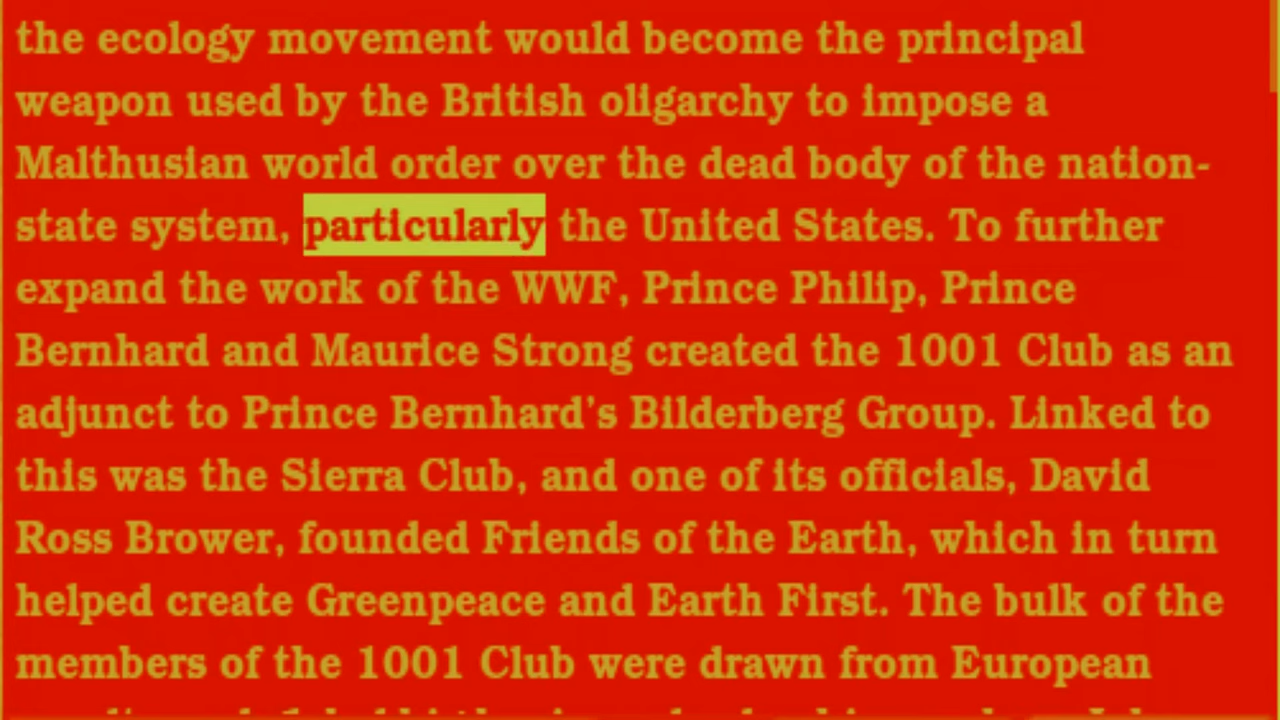 the ecology movement would become the principal
weapon used by the British oligarchy to impose a
Malthusian world order over the dead body of the nation-
state system, particularly the United States. To further
expand the work of the WWF, Prince Philip, Prince
Bernhard and Maurice Strong created the 1001 Club as an
adjunct to Prince Bernhard's Bilderberg Group. Linked to
this was the Sierra Club, and one of its officials, David
Ross Brower, founded Friends of the Earth, which in turn
helped create Greenpeace and Earth First. The bulk of the
members of the 1001 Club were drawn from European